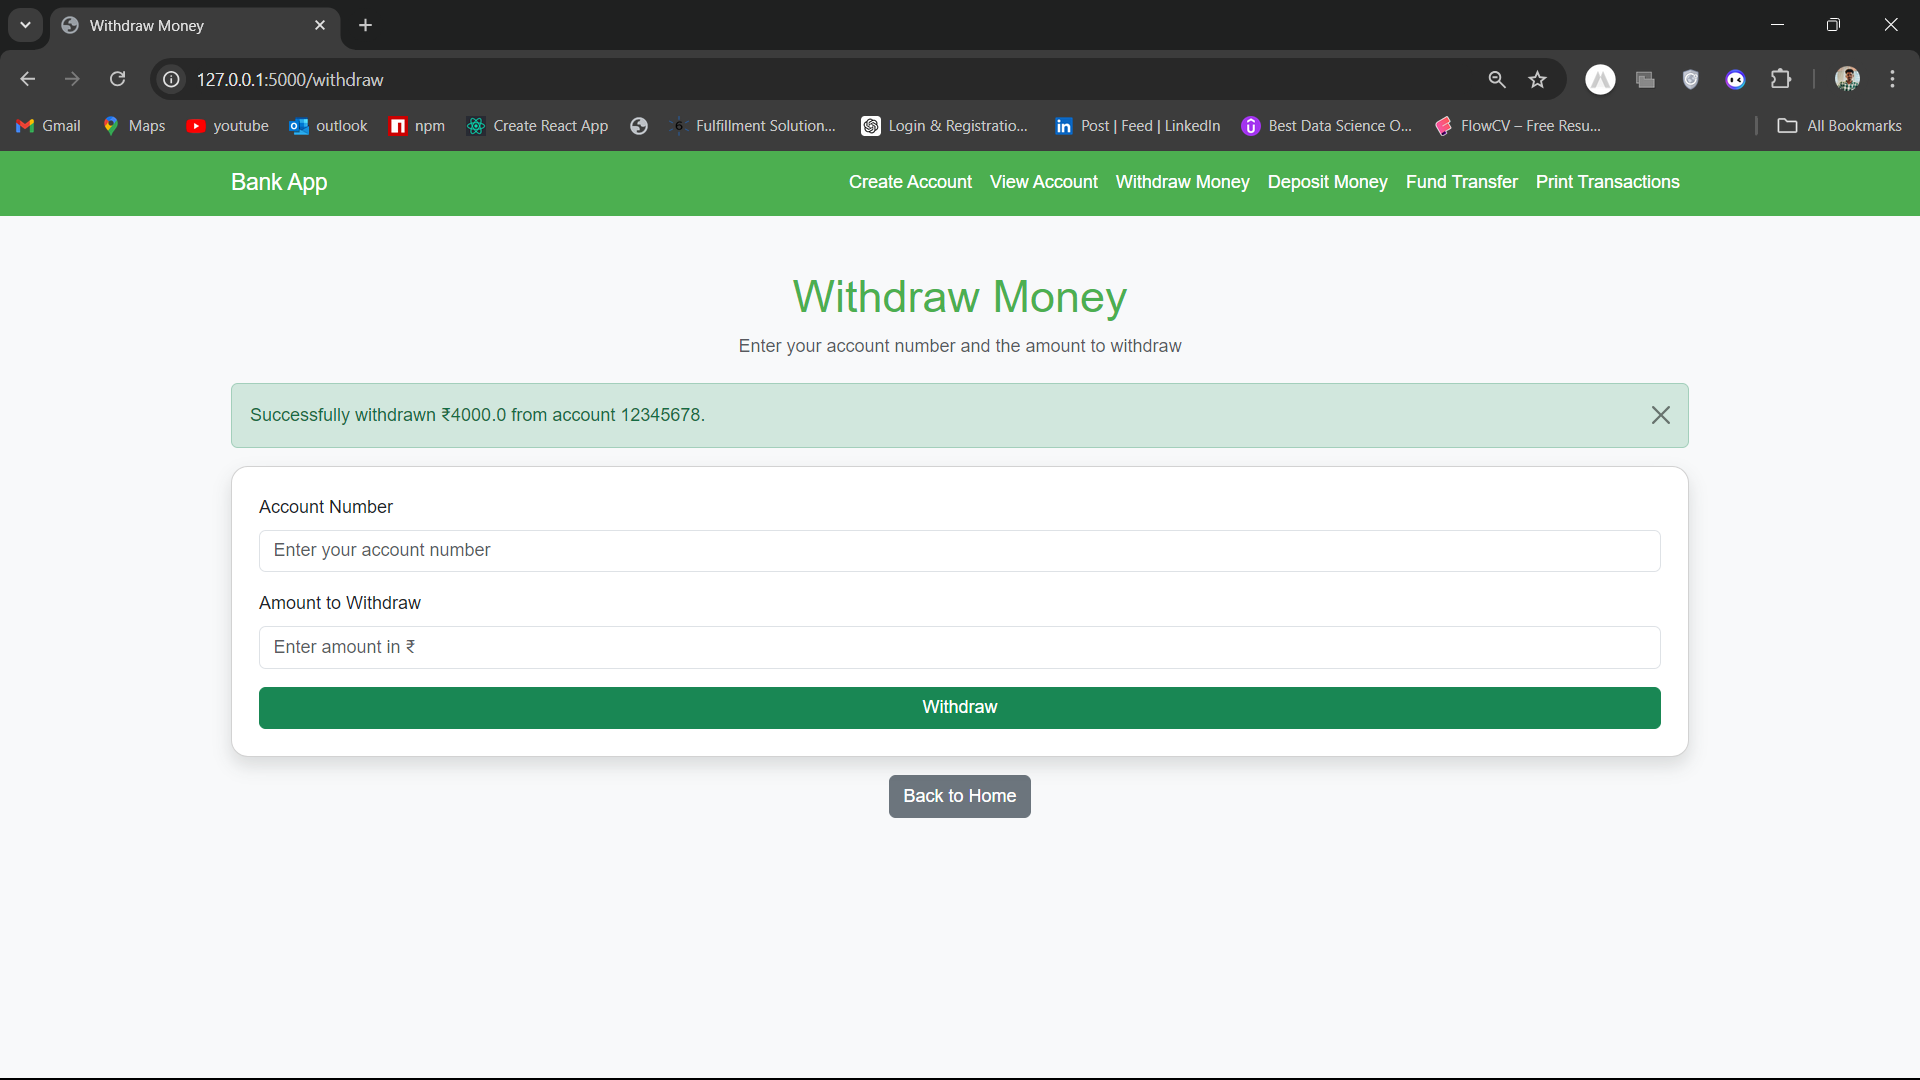 Withdraw Money
127.0.0.1:5000/withdraw
Gmail Maps youtube outlook npm Create React App Fulfillment Solution... Login & Registratio... Post | Feed | LinkedIn Best Data Science O... FlowCV – Free Resu... All Bookmarks
Bank App Create Account View Account Withdraw Money Deposit Money Fund Transfer Print Transactions
Withdraw Money
Enter your account number and the amount to withdraw
Successfully withdrawn ₹4000.0 from account 12345678.
Account Number
Enter your account number
Amount to Withdraw
Enter amount in ₹
Withdraw
Back to Home